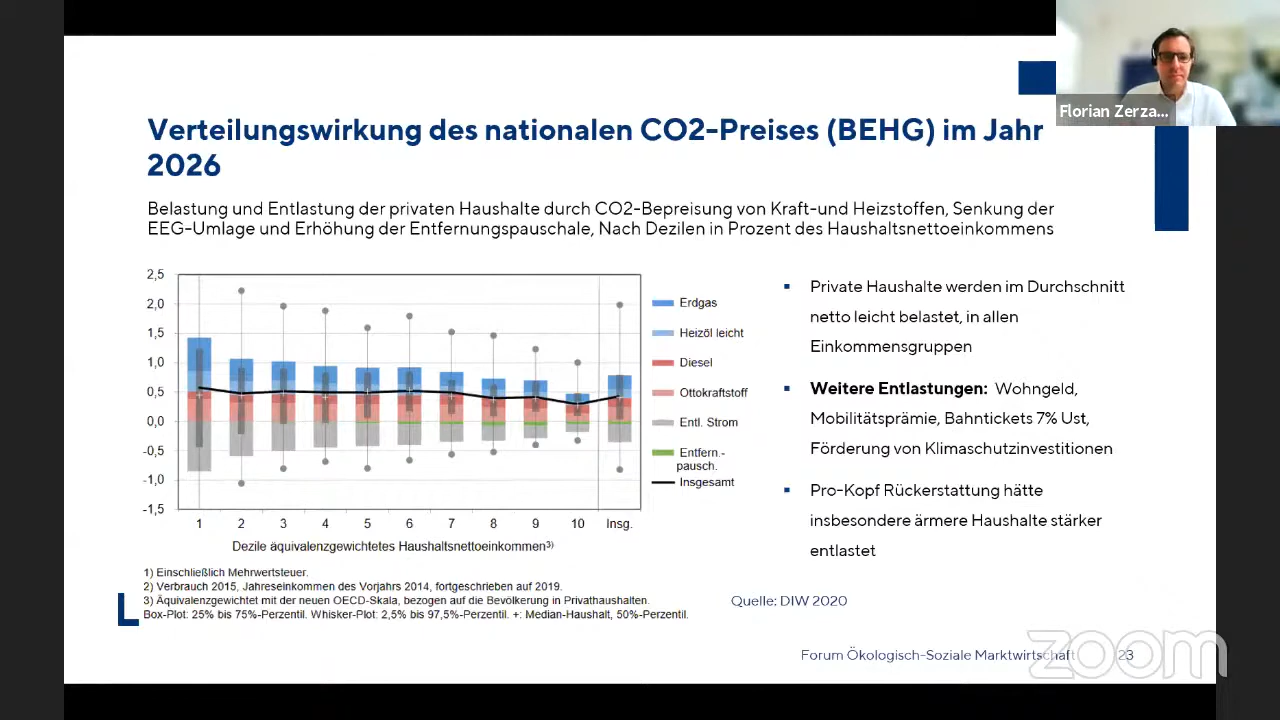 Florian Zerza...
Verteilungswirkung des nationalen CO2-Preises (BEHG) im Jahr
2026
Belastung und Entlastung der privaten Haushalte durch CO2-Bepreisung von Kraft-und Heizstoffen, Senkung der
EEG-Umlage und Erhöhung der Entfernungspauschale, Nach Dezilen in Prozent des Haushaltsnettoeinkommens
2,5
2,0
1,5
1,0
0,5
0,0
-0,5
-1,0
-1,5
1 2 3 4 5 6 7 8 9 10 Insg.
Dezile äquivalenzgewichtetes Haushaltsnettoeinkommen³⁾
Erdgas
Heizöl leicht
Diesel
Ottokraftstoff
Entl. Strom
Entfern.-
pausch.
Insgesamt
1) Einschließlich Mehrwertsteuer.
2) Verbrauch 2015, Jahreseinkommen des Vorjahrs 2014, fortgeschrieben auf 2019.
3) Äquivalenzgewichtet mit der neuen OECD-Skala, bezogen auf die Bevölkerung in Privathaushalten.
Box-Plot: 25% bis 75%-Perzentil. Whisker-Plot: 2,5% bis 97,5%-Perzentil. +: Median-Haushalt, 50%-Perzentil.
▪ Private Haushalte werden im Durchschnitt
netto leicht belastet, in allen
Einkommensgruppen
▪ Weitere Entlastungen: Wohngeld,
Mobilitätsprämie, Bahntickets 7% Ust,
Förderung von Klimaschutzinvestitionen
▪ Pro-Kopf Rückerstattung hätte
insbesondere ärmere Haushalte stärker
entlastet
Quelle: DIW 2020
Forum Ökologisch-Soziale Marktwirtschaft 23
zoom